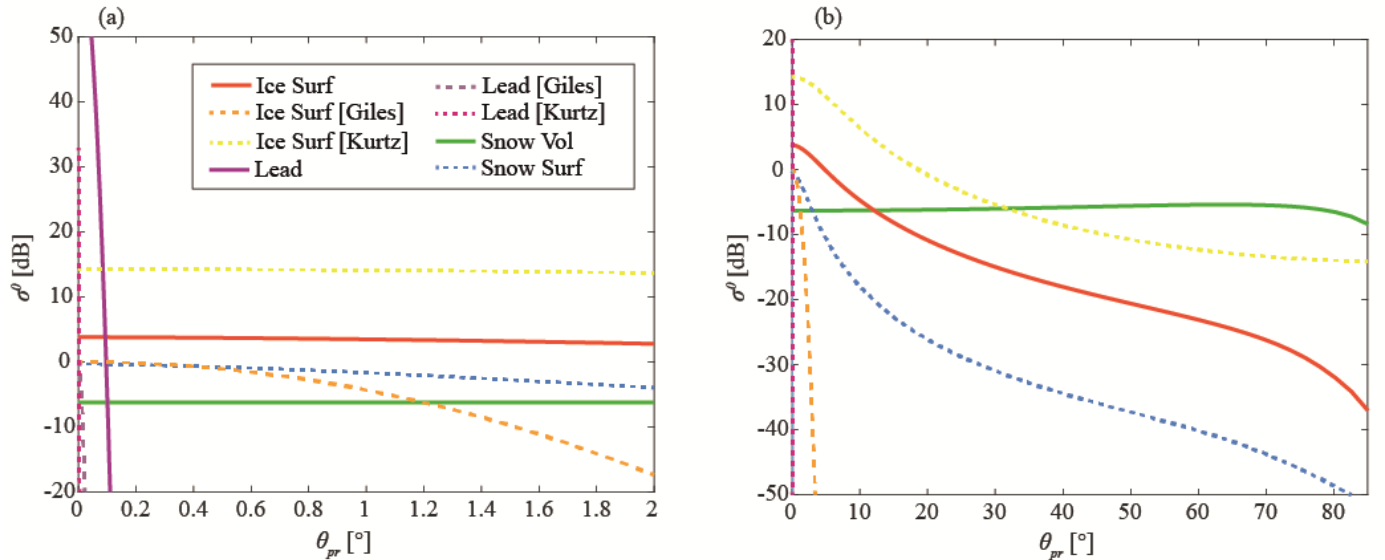 (a)
50
40
30
20
10
0
-10
-20
σ⁰ [dB]
Ice Surf
Ice Surf [Giles]
Ice Surf [Kurtz]
Lead
Lead [Giles]
Lead [Kurtz]
Snow Vol
Snow Surf
0 0.2 0.4 0.6 0.8 1 1.2 1.4 1.6 1.8 2
θpr [°]
(b)
20
10
0
-10
-20
-30
-40
-50
σ⁰ [dB]
0 10 20 30 40 50 60 70 80
θpr [°]